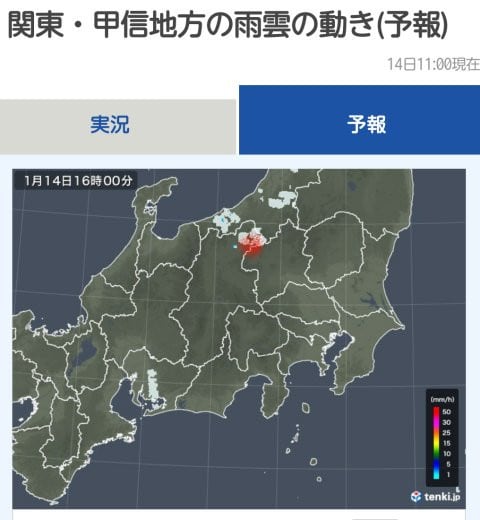 関東・甲信地方の雨雲の動き(予報)
14日11:00現在
実況
予報
1月14日16時00分
(mm/h)
50
30
25
15
10
5
1
tenki.jp